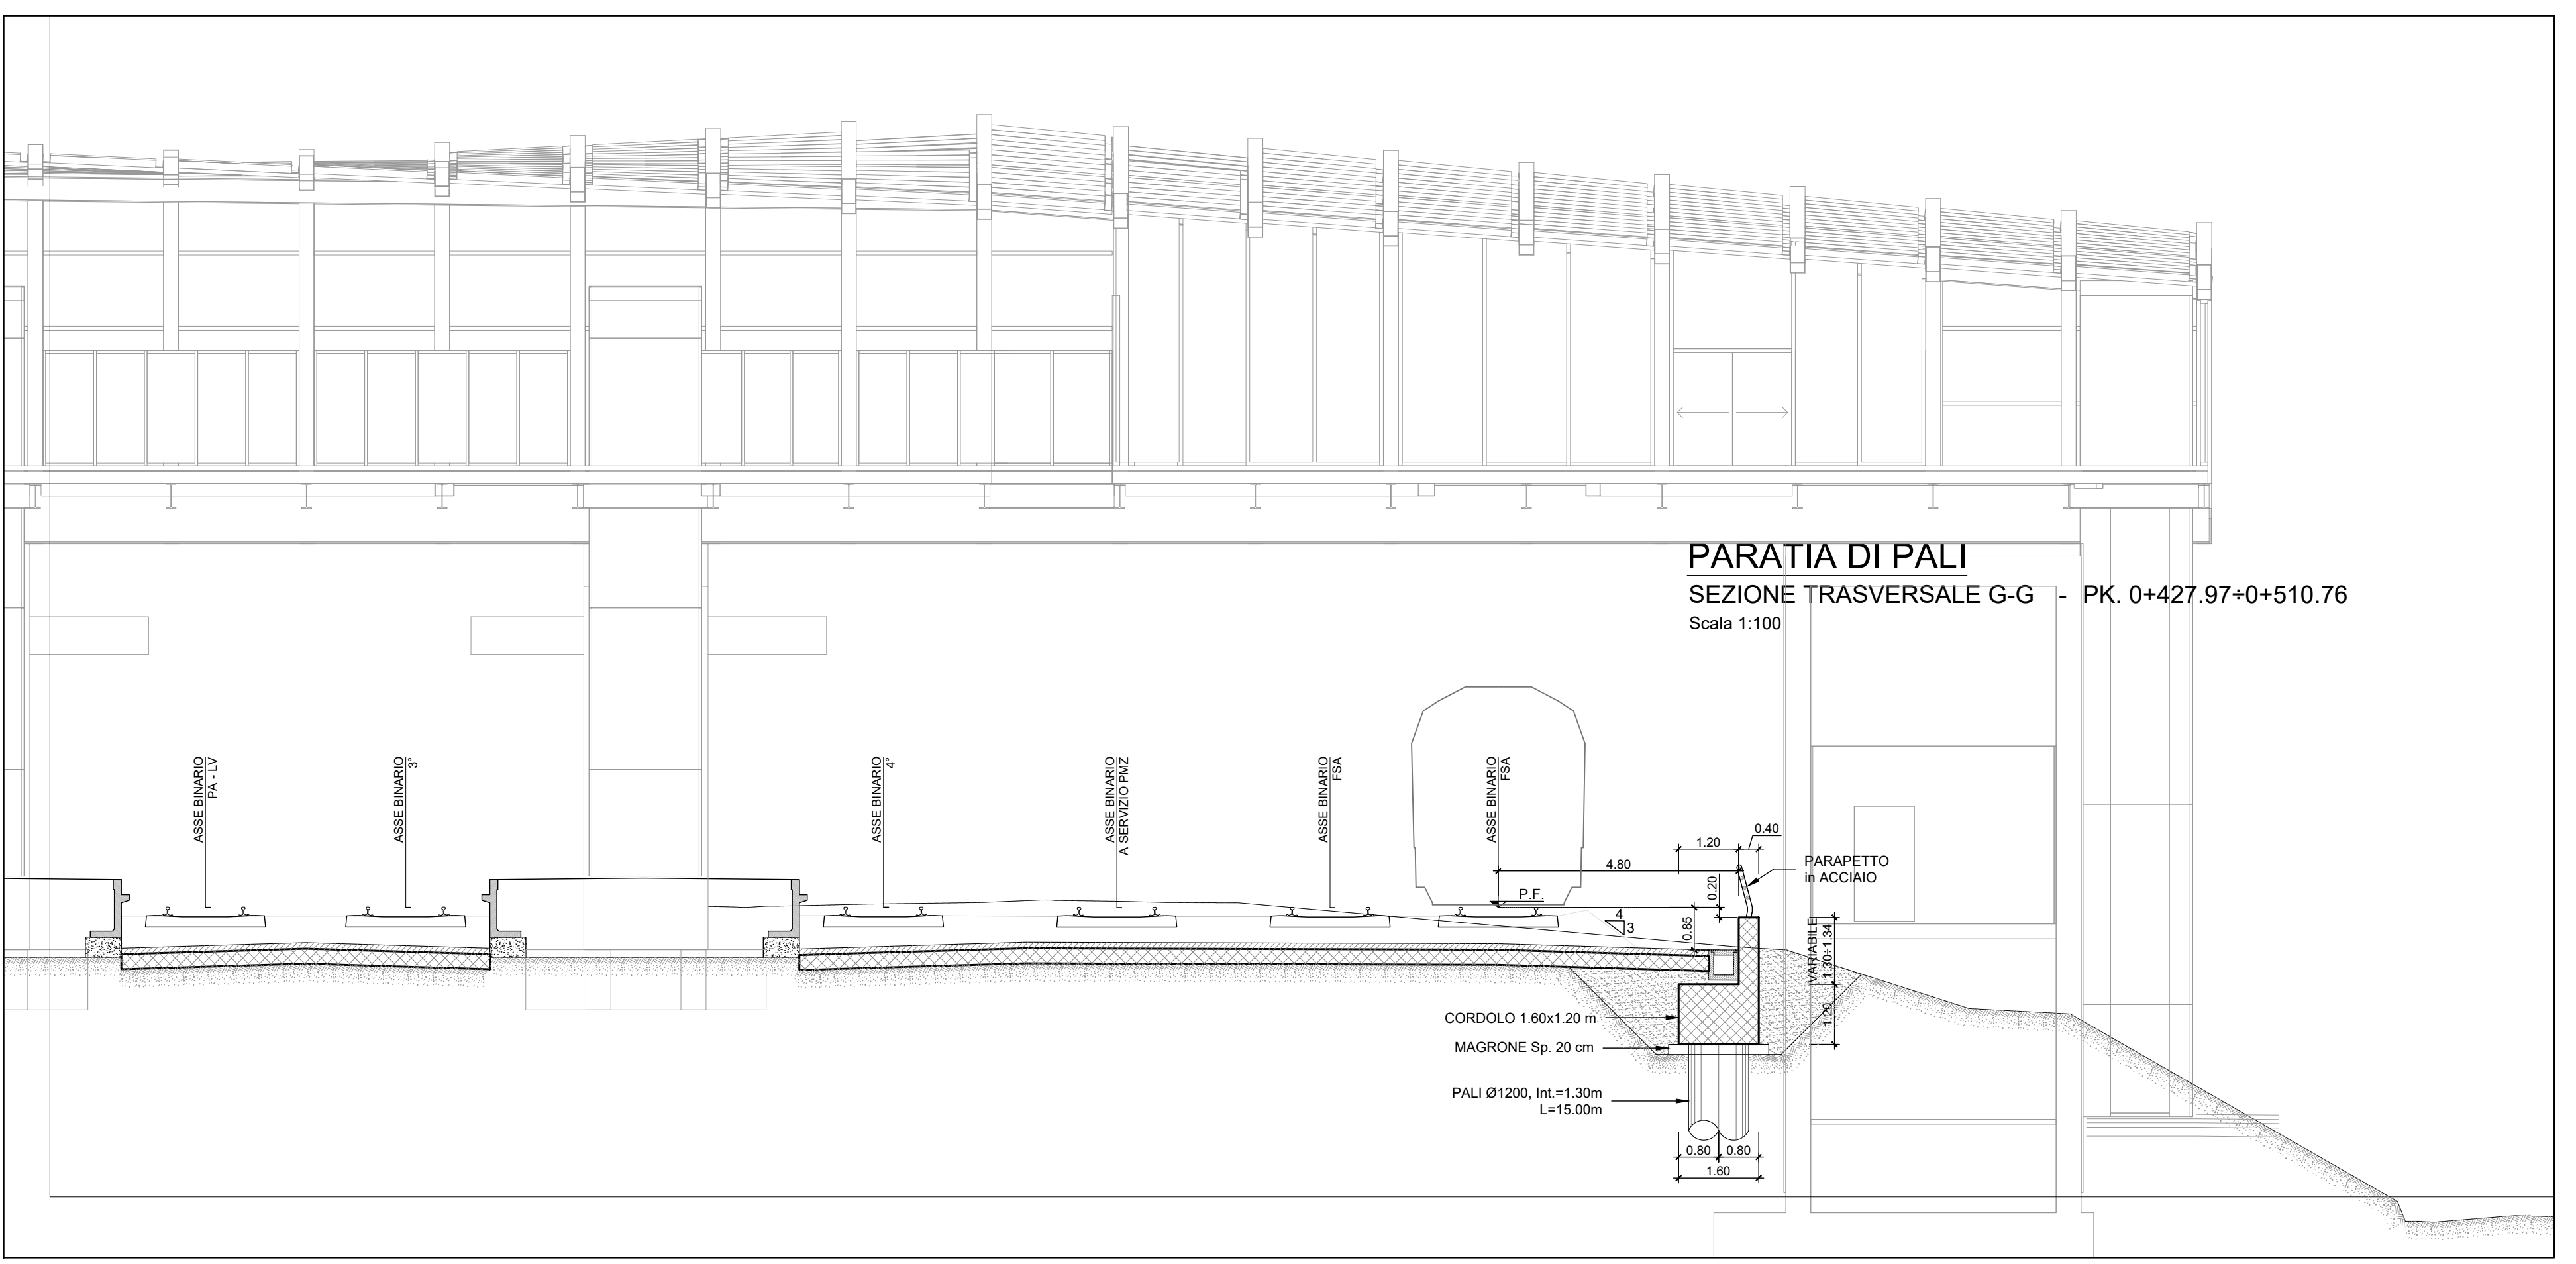 PARATIA DI PALI
SEZIONE TRASVERSALE G-G - PK. 0+427.97÷0+510.76
Scala 1:100
ASSE BINARIO
PA - LV
ASSE BINARIO
3°
ASSE BINARIO
4°
ASSE BINARIO
A SERVIZIO PMZ
ASSE BINARIO
FSA
ASSE BINARIO
FSA
0.40
1.20
4.80
PARAPETTO
in ACCIAIO
P.F.
0.20
0.85
4
3
VARIABILE
1.30÷1.34
1.20
CORDOLO 1.60x1.20 m
MAGRONE Sp. 20 cm
PALI Ø1200, Int.=1.30m
L=15.00m
0.80
0.80
1.60